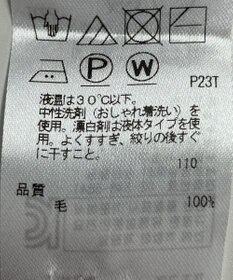 P W P23T
液温は30℃以下。
中性洗剤（おしゃれ着洗い）を
使用。漂白剤は液体タイプを使
用。よくすすぎ、絞りの後すぐ
に干すこと。
110
品質
毛 100%